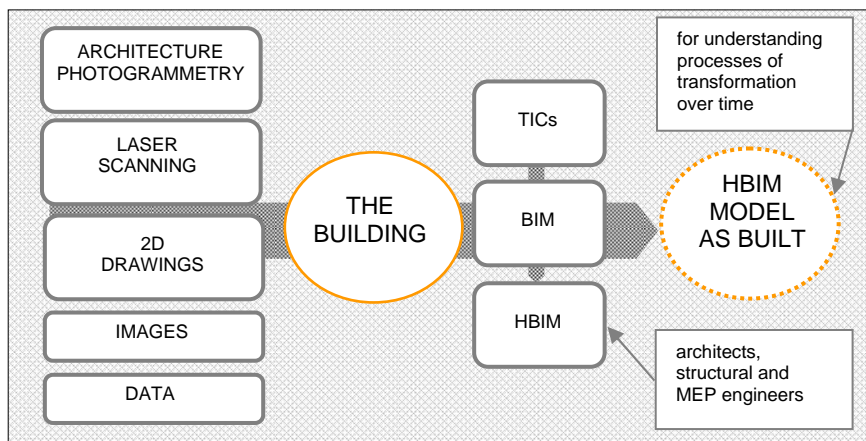 ARCHITECTURE
PHOTOGRAMMETRY
LASER
SCANNING
2D
DRAWINGS
IMAGES
DATA
THE
BUILDING
TICs
BIM
HBIM
for understanding
processes of
transformation
over time
HBIM
MODEL
AS BUILT
architects,
structural and
MEP engineers